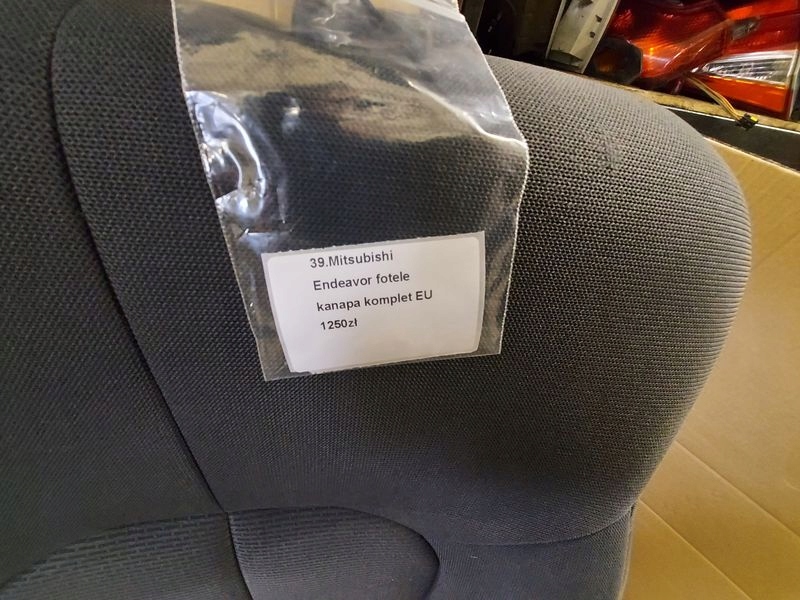 39.Mitsubishi
Endeavor fotele
kanapa komplet EU
1250zł